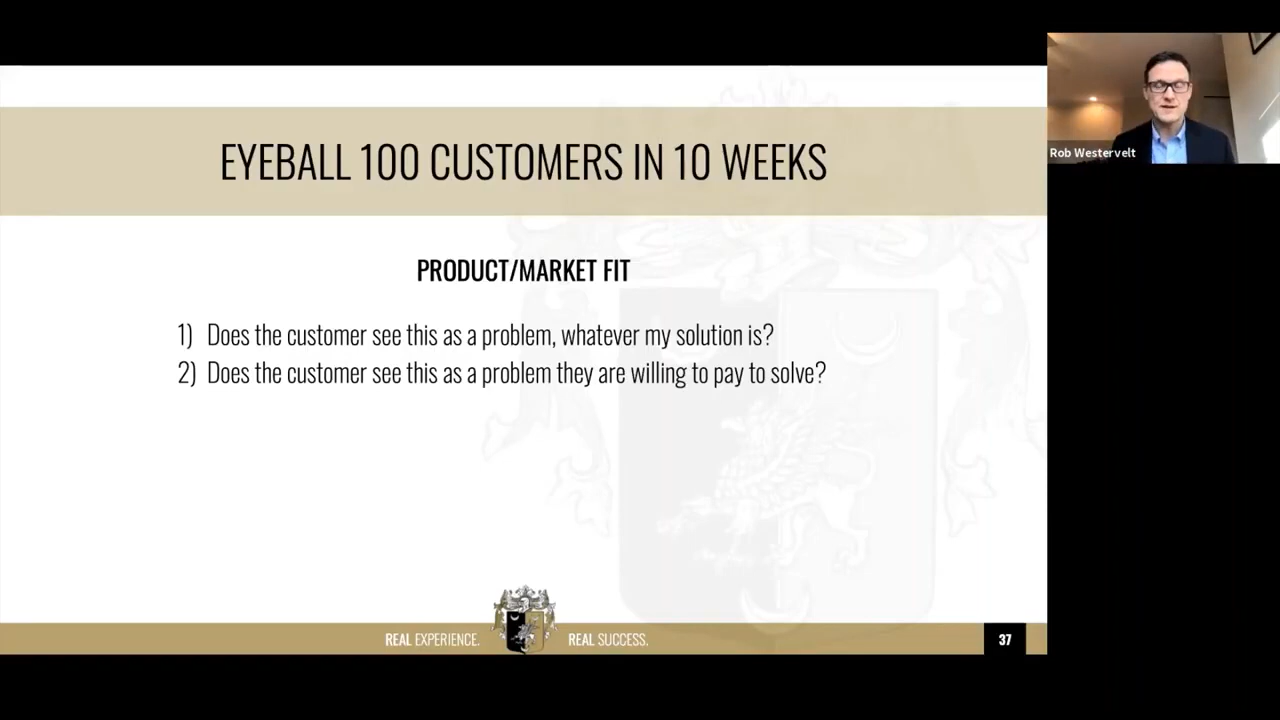 EYEBALL 100 CUSTOMERS IN 10 WEEKS
Rob Westervelt
PRODUCT/MARKET FIT
1) Does the customer see this as a problem, whatever my solution is?
2) Does the customer see this as a problem they are willing to pay to solve?
REAL EXPERIENCE. REAL SUCCESS.
37